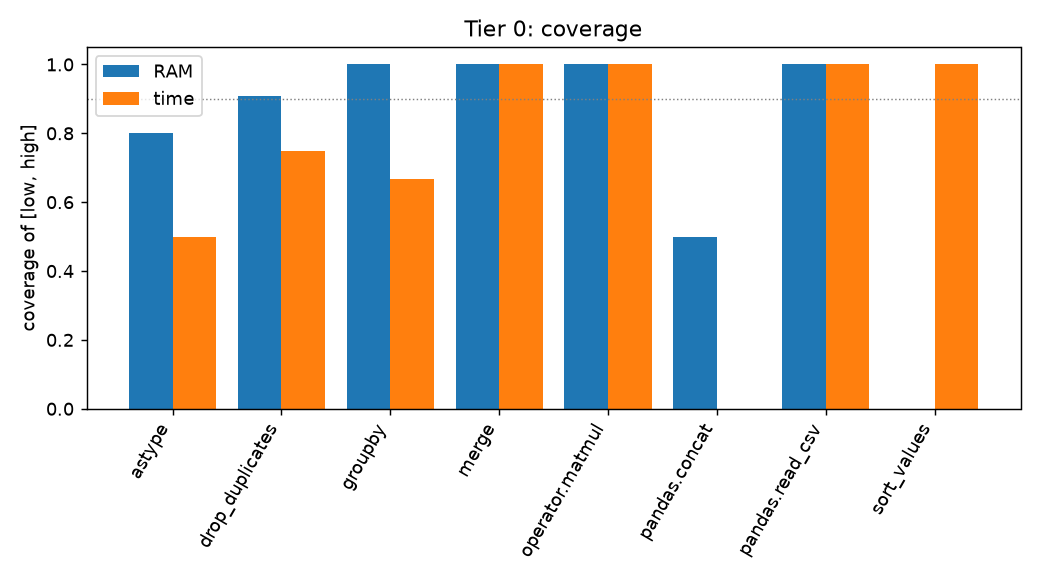 Tier 0: coverage
RAM
time
coverage of [low, high]
1.0
0.8
0.6
0.4
0.2
0.0
astype
drop_duplicates
groupby
merge
operator.matmul
pandas.concat
pandas.read_csv
sort_values